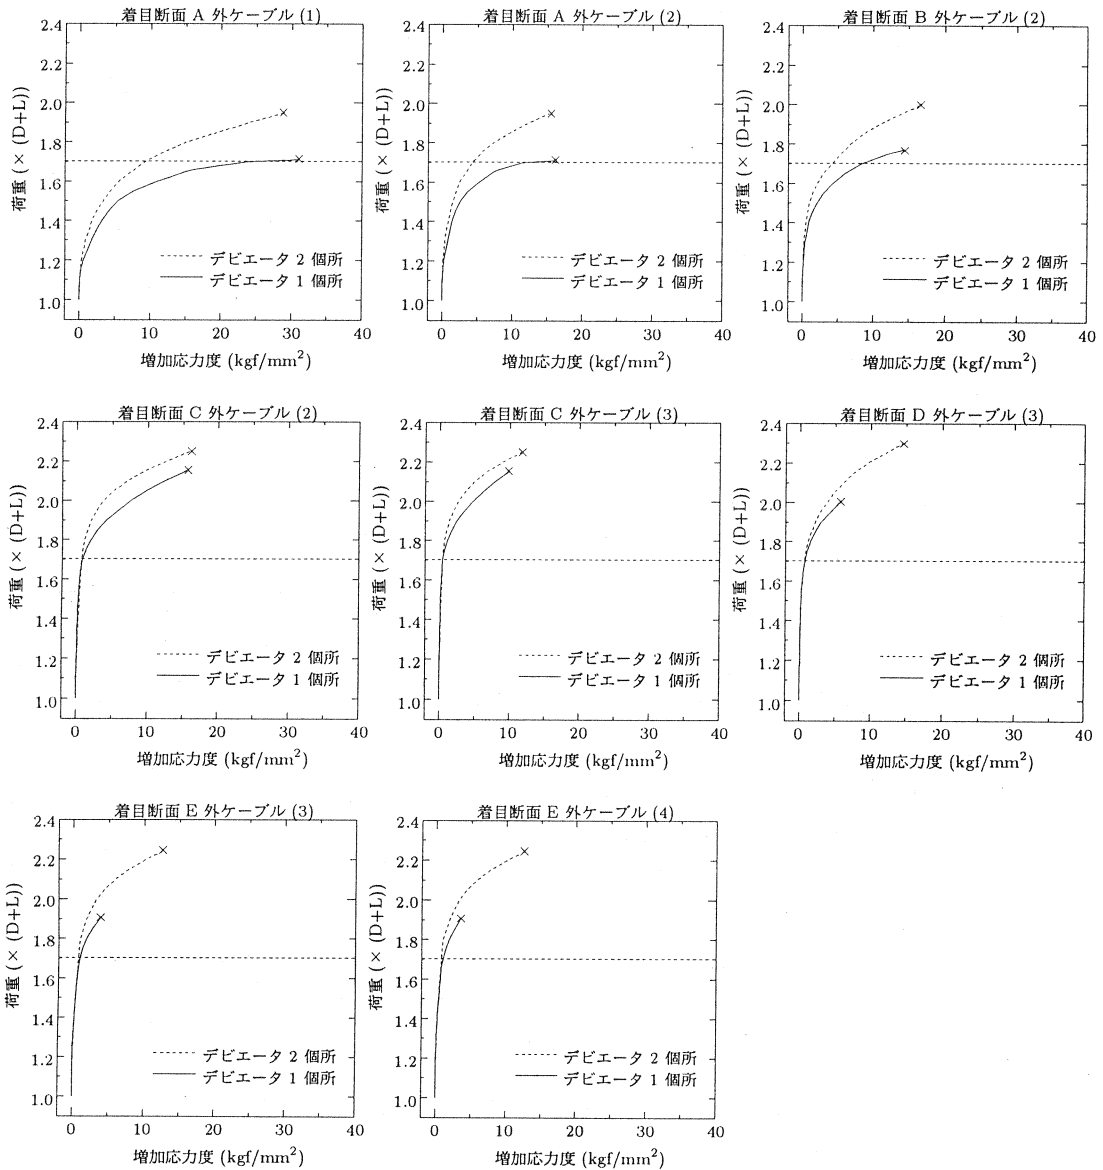 着目断面 A 外ケーブル (1)
2.4
2.2
2.0
1.8
1.6
1.4
1.2
1.0
荷重 (× (D+L))
デビエータ 2 個所
デビエータ 1 個所
0 10 20 30 40
増加応力度 (kgf/mm²)
着目断面 A 外ケーブル (2)
2.4
2.2
2.0
1.8
1.6
1.4
1.2
1.0
荷重 (× (D+L))
デビエータ 2 個所
デビエータ 1 個所
0 10 20 30 40
増加応力度 (kgf/mm²)
着目断面 B 外ケーブル (2)
2.4
2.2
2.0
1.8
1.6
1.4
1.2
1.0
荷重 (× (D+L))
デビエータ 2 個所
デビエータ 1 個所
0 10 20 30 40
増加応力度 (kgf/mm²)
着目断面 C 外ケーブル (2)
2.4
2.2
2.0
1.8
1.6
1.4
1.2
1.0
荷重 (× (D+L))
デビエータ 2 個所
デビエータ 1 個所
0 10 20 30 40
増加応力度 (kgf/mm²)
着目断面 C 外ケーブル (3)
2.4
2.2
2.0
1.8
1.6
1.4
1.2
1.0
荷重 (× (D+L))
デビエータ 2 個所
デビエータ 1 個所
0 10 20 30 40
増加応力度 (kgf/mm²)
着目断面 D 外ケーブル (3)
2.4
2.2
2.0
1.8
1.6
1.4
1.2
1.0
荷重 (× (D+L))
デビエータ 2 個所
デビエータ 1 個所
0 10 20 30 40
増加応力度 (kgf/mm²)
着目断面 E 外ケーブル (3)
2.4
2.2
2.0
1.8
1.6
1.4
1.2
1.0
荷重 (× (D+L))
デビエータ 2 個所
デビエータ 1 個所
0 10 20 30 40
増加応力度 (kgf/mm²)
着目断面 E 外ケーブル (4)
2.4
2.2
2.0
1.8
1.6
1.4
1.2
1.0
荷重 (× (D+L))
デビエータ 2 個所
デビエータ 1 個所
0 10 20 30 40
増加応力度 (kgf/mm²)